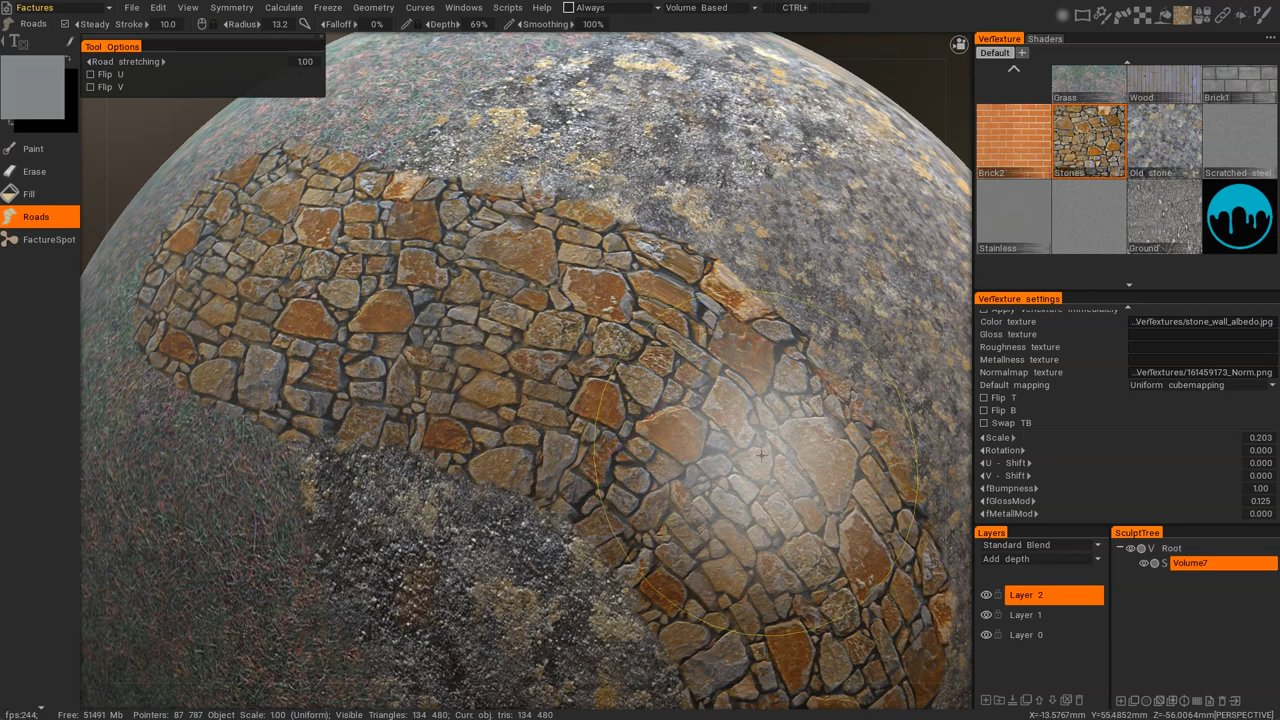 Factures File Edit View Symmetry Calculate Freeze Geometry Curves Windows Scripts Help Always Volume Based CTRL+
Roads Steady Stroke 10.0 Radius 13.2 Falloff 0% Depth 69% Smoothing 100%
Tool Options
Road stretching 1.00
Flip U
Flip V
Paint
Erase
Fill
Roads
FactureSpot
VerTexture Shaders
Default +
Grass Wood Brick1
Brick2 Stones Old stone Scratched steel
Stainless Ground
VerTexture settings
Color texture ..VerTextures/stone_wall_albedo.jpg
Gloss texture
Roughness texture
Metallness texture
Normalmap texture ..VerTextures/161459173_Norm.png
Default mapping Uniform cubemapping
Flip T
Flip B
Swap TB
Scale 0.203
Rotation 0.000
U - Shift 0.000
V - Shift 0.000
fBumpness 1.00
fGlossMod 0.125
fMetallMod 0.000
Layers SculptTree
Standard Blend
Add depth
V Root
S Volume7
Layer 2
Layer 1
Layer 0
fps:244; Free: 51491 Mb Pointers: 87 787 Object Scale: 1.00 (Uniform); Visible Triangles: 134 480; Curr. obj. tris: 134 480 X=-13.5767mm Y=55.4852mm Z=-56.0064mm[PERSPECTIVE]